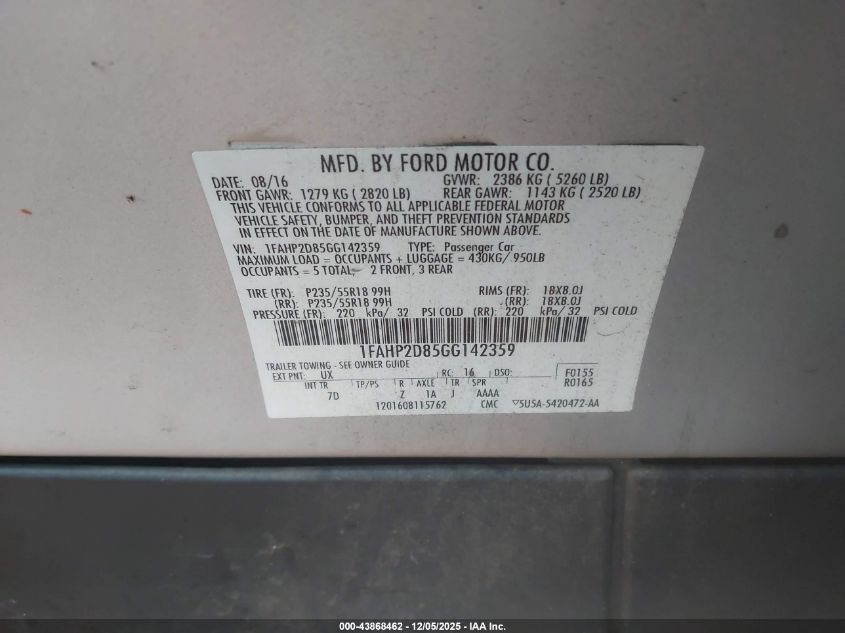 MFD. BY FORD MOTOR CO.
DATE: 08/16 GVWR: 2386 KG ( 5260 LB)
FRONT GAWR: 1279 KG ( 2820 LB) REAR GAWR: 1143 KG ( 2520 LB)
THIS VEHICLE CONFORMS TO ALL APPLICABLE FEDERAL MOTOR
VEHICLE SAFETY, BUMPER, AND THEFT PREVENTION STANDARDS
IN EFFECT ON THE DATE OF MANUFACTURE SHOWN ABOVE.
VIN: 1FAHP2D85GG142359 TYPE: Passenger Car
MAXIMUM LOAD = OCCUPANTS + LUGGAGE = 430KG/ 950LB
OCCUPANTS = 5 TOTAL, 2 FRONT, 3 REAR
TIRE (FR): P235/55R18 99H RIMS (FR): 18X8.0J
(RR): P235/55R18 99H (RR): 18X8.0J
PRESSURE (FR): 220 kPa/ 32 PSI COLD (RR): 220 kPa/ 32 PSI COLD
1FAHP2D85GG142359
TRAILER TOWING - SEE OWNER GUIDE
EXT PNT: UX RC: 16 DSO: F0155
INT TR TP/PS R AXLE TR SPR R0165
7D Z 1A J AAAA
1201608115762 CMC ▽5U5A-5420472-AA
000-43868462 - 12/05/2025 - IAA Inc.